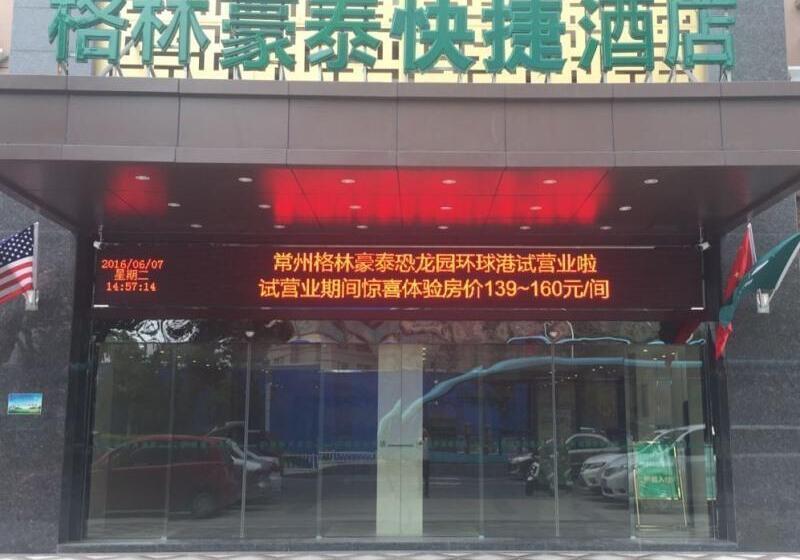 格林豪泰快捷酒店
2016/06/07
星期二
14:57:14
常州格林豪泰恐龙园环球港试营业啦
试营业期间惊喜体验房价139~160元/间